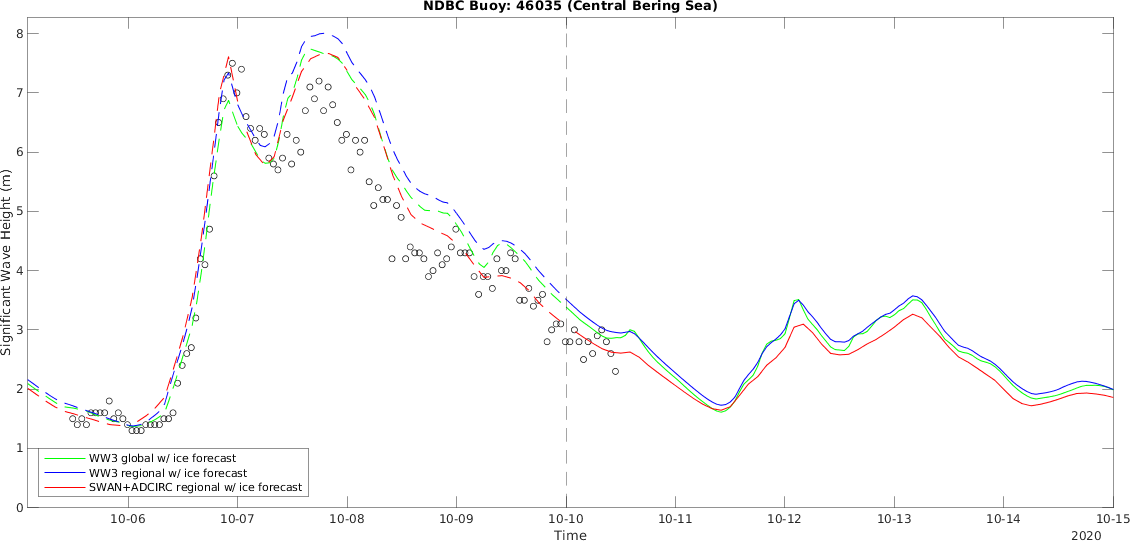 NDBC Buoy: 46035 (Central Bering Sea)
8
7
6
5
4
3
2
1
0
Significant Wave Height (m)
WW3 global w/ ice forecast
WW3 regional w/ ice forecast
SWAN+ADCIRC regional w/ ice forecast
10-06 10-07 10-08 10-09 10-10 10-11 10-12 10-13 10-14 10-15
Time
2020